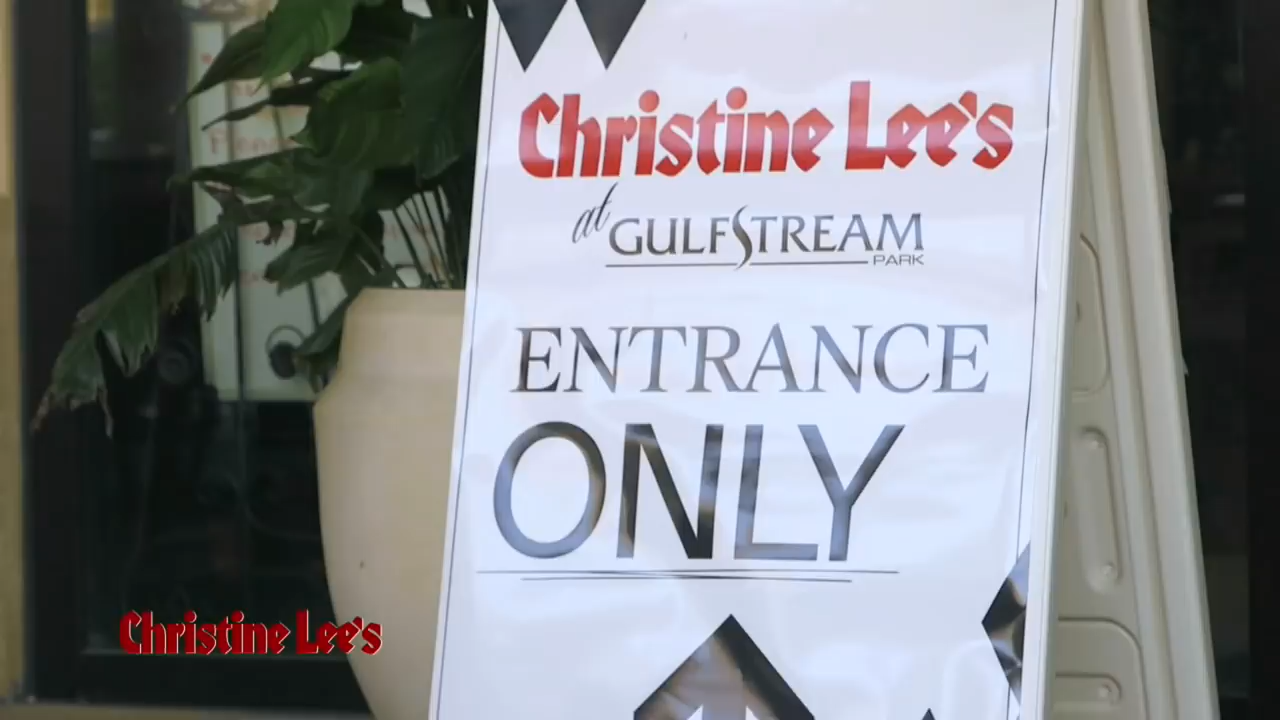 Christine Lee's
at GULFSTREAM
PARK
ENTRANCE
ONLY
Christine Lee's